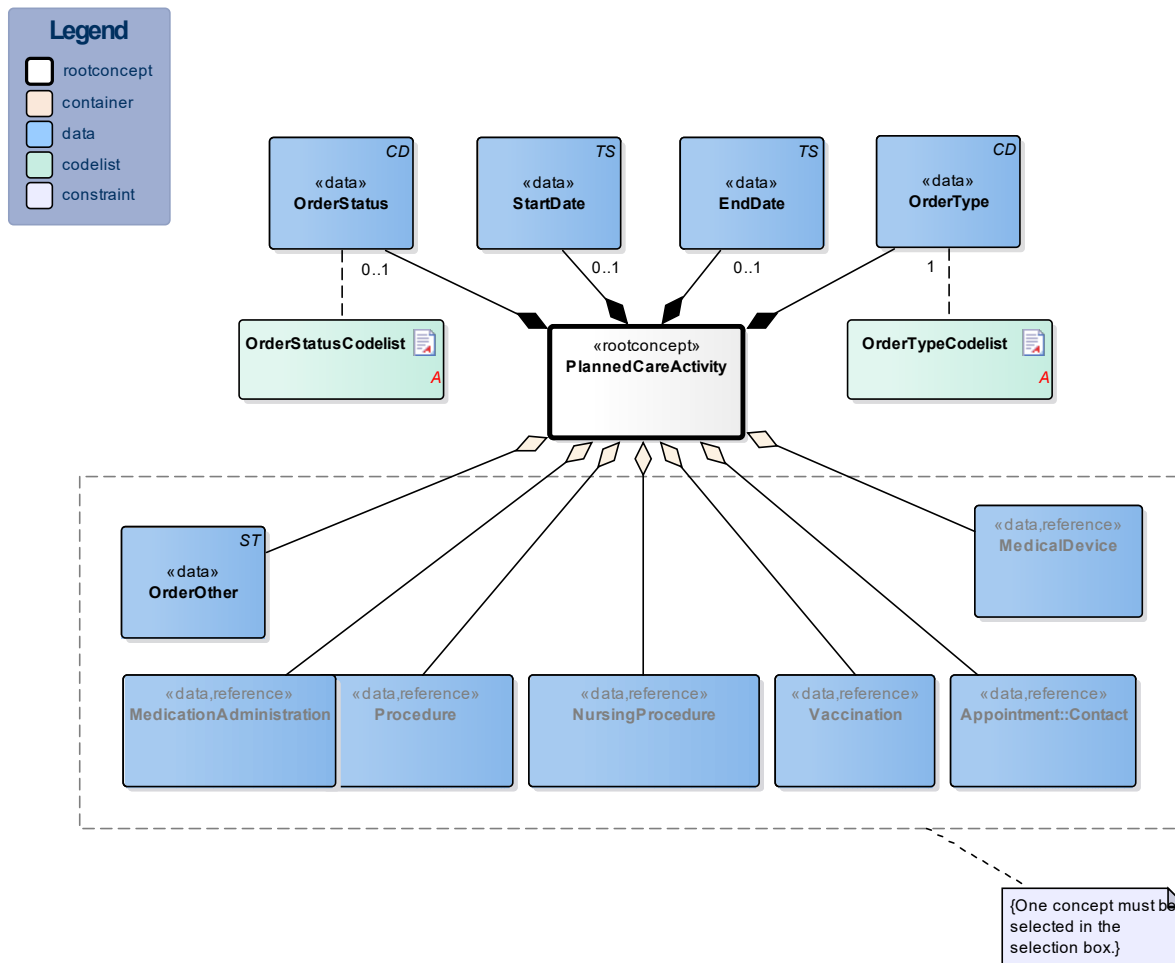 Legend
rootconcept
container
data
codelist
constraint
CD
«data»
OrderStatus
TS
«data»
StartDate
TS
«data»
EndDate
CD
«data»
OrderType
0..1
0..1
0..1
1
OrderStatusCodelist
A
«rootconcept»
PlannedCareActivity
OrderTypeCodelist
A
ST
«data»
OrderOther
«data,reference»
MedicalDevice
«data,reference»
MedicationAdministration
«data,reference»
Procedure
«data,reference»
NursingProcedure
«data,reference»
Vaccination
«data,reference»
Appointment::Contact
{One concept must be
selected in the
selection box.}